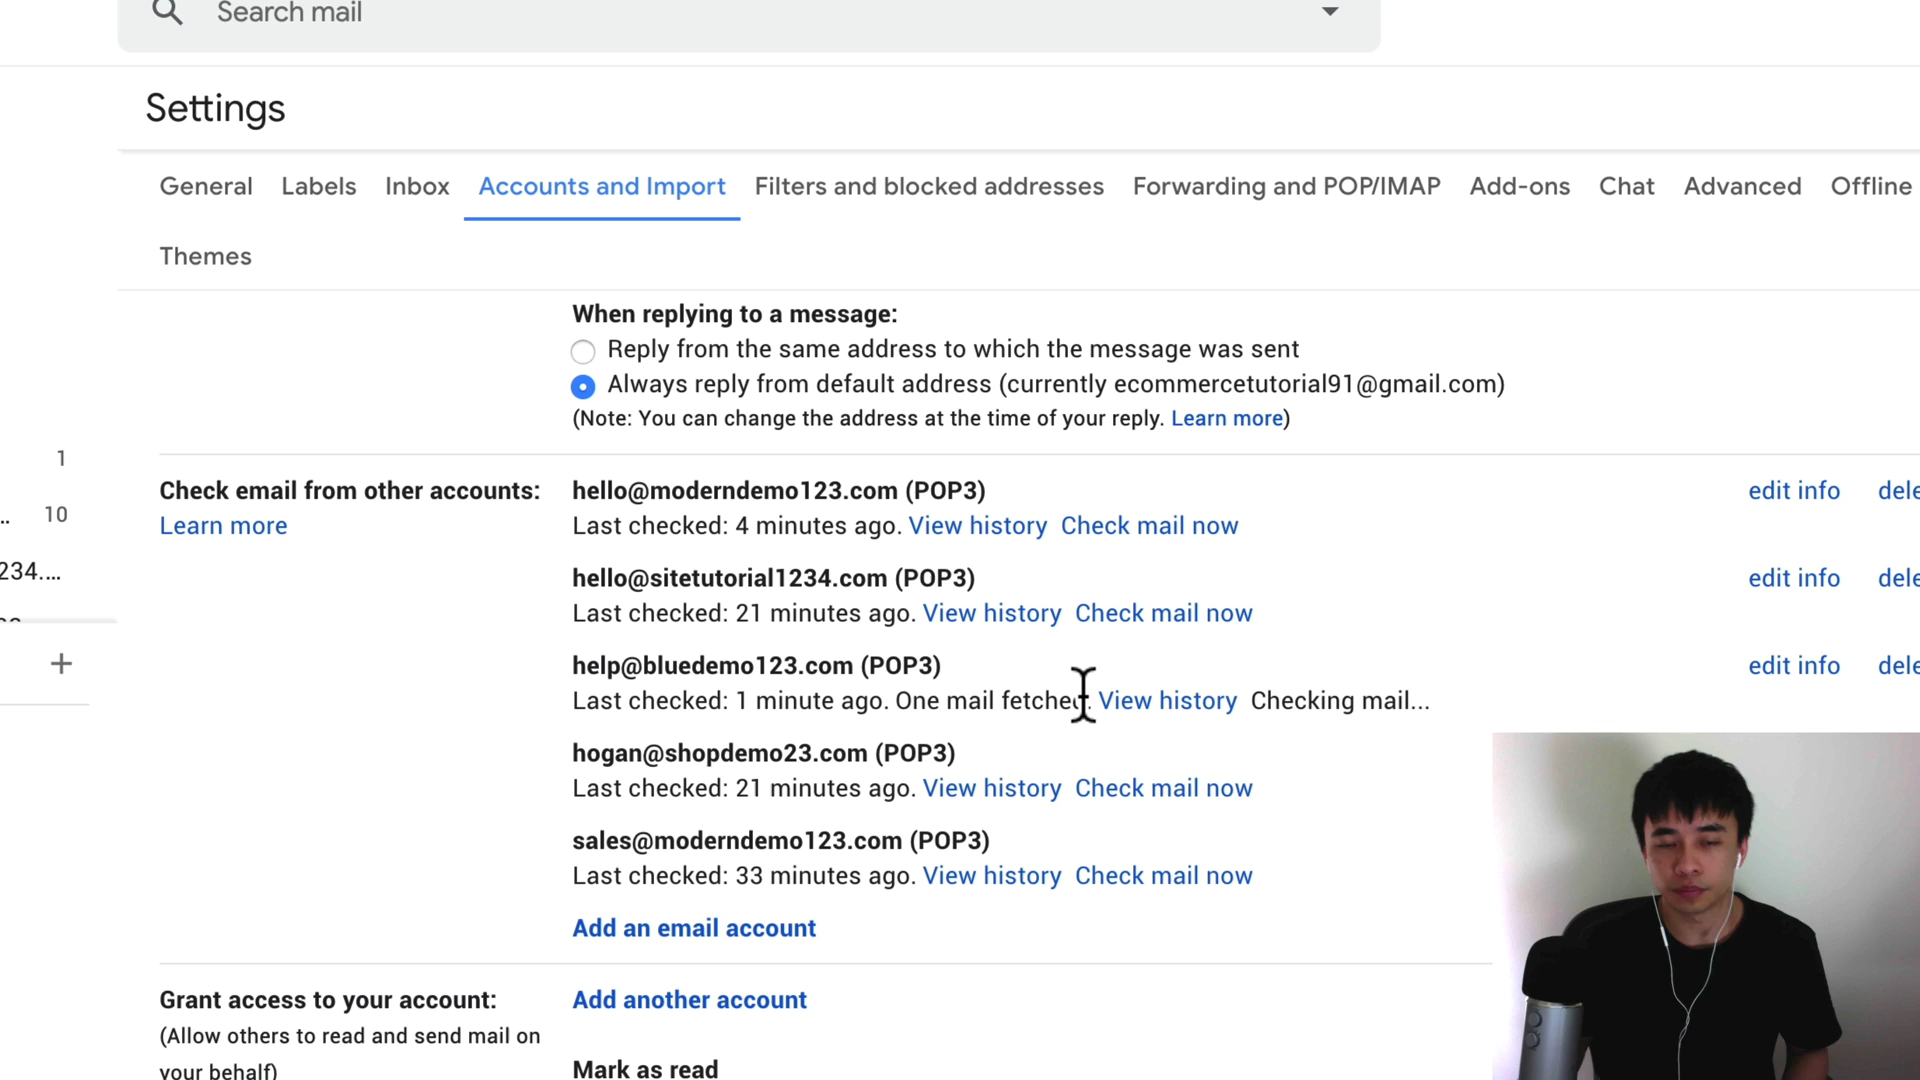 Search mail
Settings
General Labels Inbox Accounts and Import Filters and blocked addresses Forwarding and POP/IMAP Add-ons Chat Advanced Offline
Themes
When replying to a message:
Reply from the same address to which the message was sent
Always reply from default address (currently ecommercetutorial91@gmail.com)
(Note: You can change the address at the time of your reply. Learn more)
1
.. 10
234....
Check email from other accounts: hello@moderndemo123.com (POP3) edit info dele
Learn more Last checked: 4 minutes ago. View history Check mail now
hello@sitetutorial1234.com (POP3) edit info dele
Last checked: 21 minutes ago. View history Check mail now
help@bluedemo123.com (POP3) edit info dele
Last checked: 1 minute ago. One mail fetched. View history Checking mail...
hogan@shopdemo23.com (POP3)
Last checked: 21 minutes ago. View history Check mail now
sales@moderndemo123.com (POP3)
Last checked: 33 minutes ago. View history Check mail now
Add an email account
Grant access to your account: Add another account
(Allow others to read and send mail on
your behalf) Mark as read